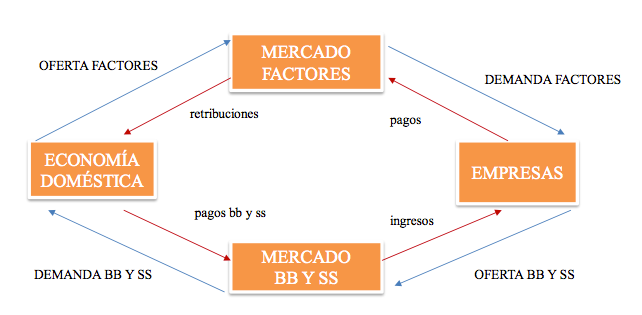 MERCADO
FACTORES
OFERTA FACTORES
DEMANDA FACTORES
retribuciones
pagos
ECONOMÍA
DOMÉSTICA
EMPRESAS
pagos bb y ss
ingresos
MERCADO
BB Y SS
DEMANDA BB Y SS
OFERTA BB Y SS